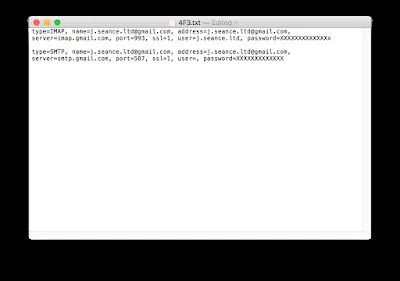 4F3.txt — Edited
type=IMAP, name=j.seance.ltd@gmail.com, address=j.seance.ltd@gmail.com,
server=imap.gmail.com, port=993, ssl=1, user=j.seance.ltd, password=XXXXXXXXXXXXXx
type=SMTP, name=j.seance.ltd@gmail.com, address=j.seance.ltd@gmail.com,
server=smtp.gmail.com, port=587, ssl=1, user=, password=XXXXXXXXXXXXX